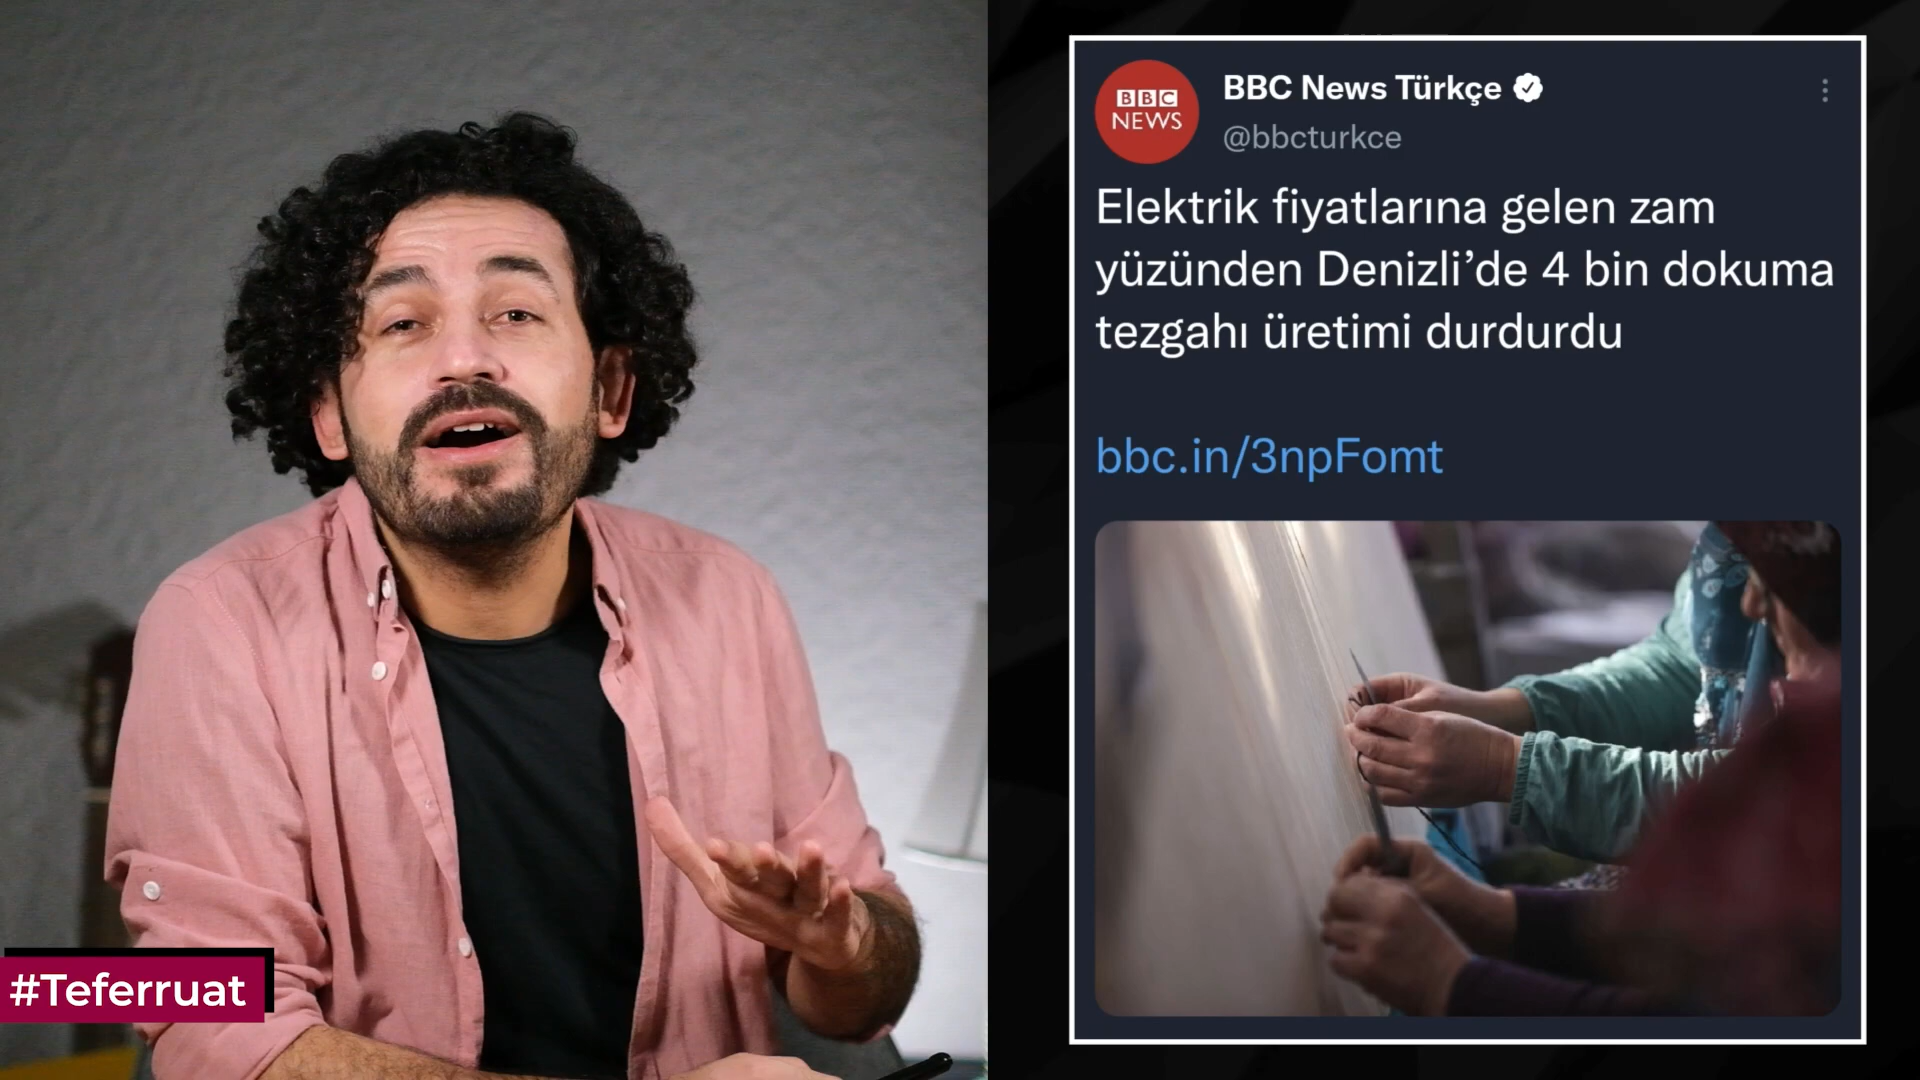 BBC
NEWS
BBC News Türkçe
@bbcturkce
Elektrik fiyatlarına gelen zam
yüzünden Denizli’de 4 bin dokuma
tezgahı üretimi durdurdu
bbc.in/3npFomt
#Teferruat